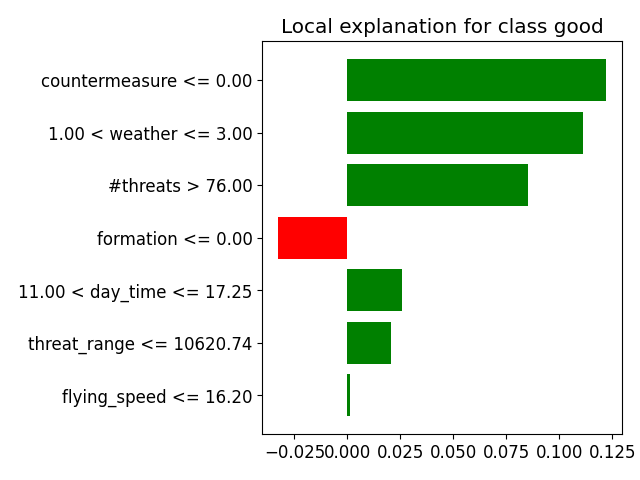 Local explanation for class good
countermeasure <= 0.00
1.00 < weather <= 3.00
#threats > 76.00
formation <= 0.00
11.00 < day_time <= 17.25
threat_range <= 10620.74
flying_speed <= 16.20
−0.025 0.000 0.025 0.050 0.075 0.100 0.125